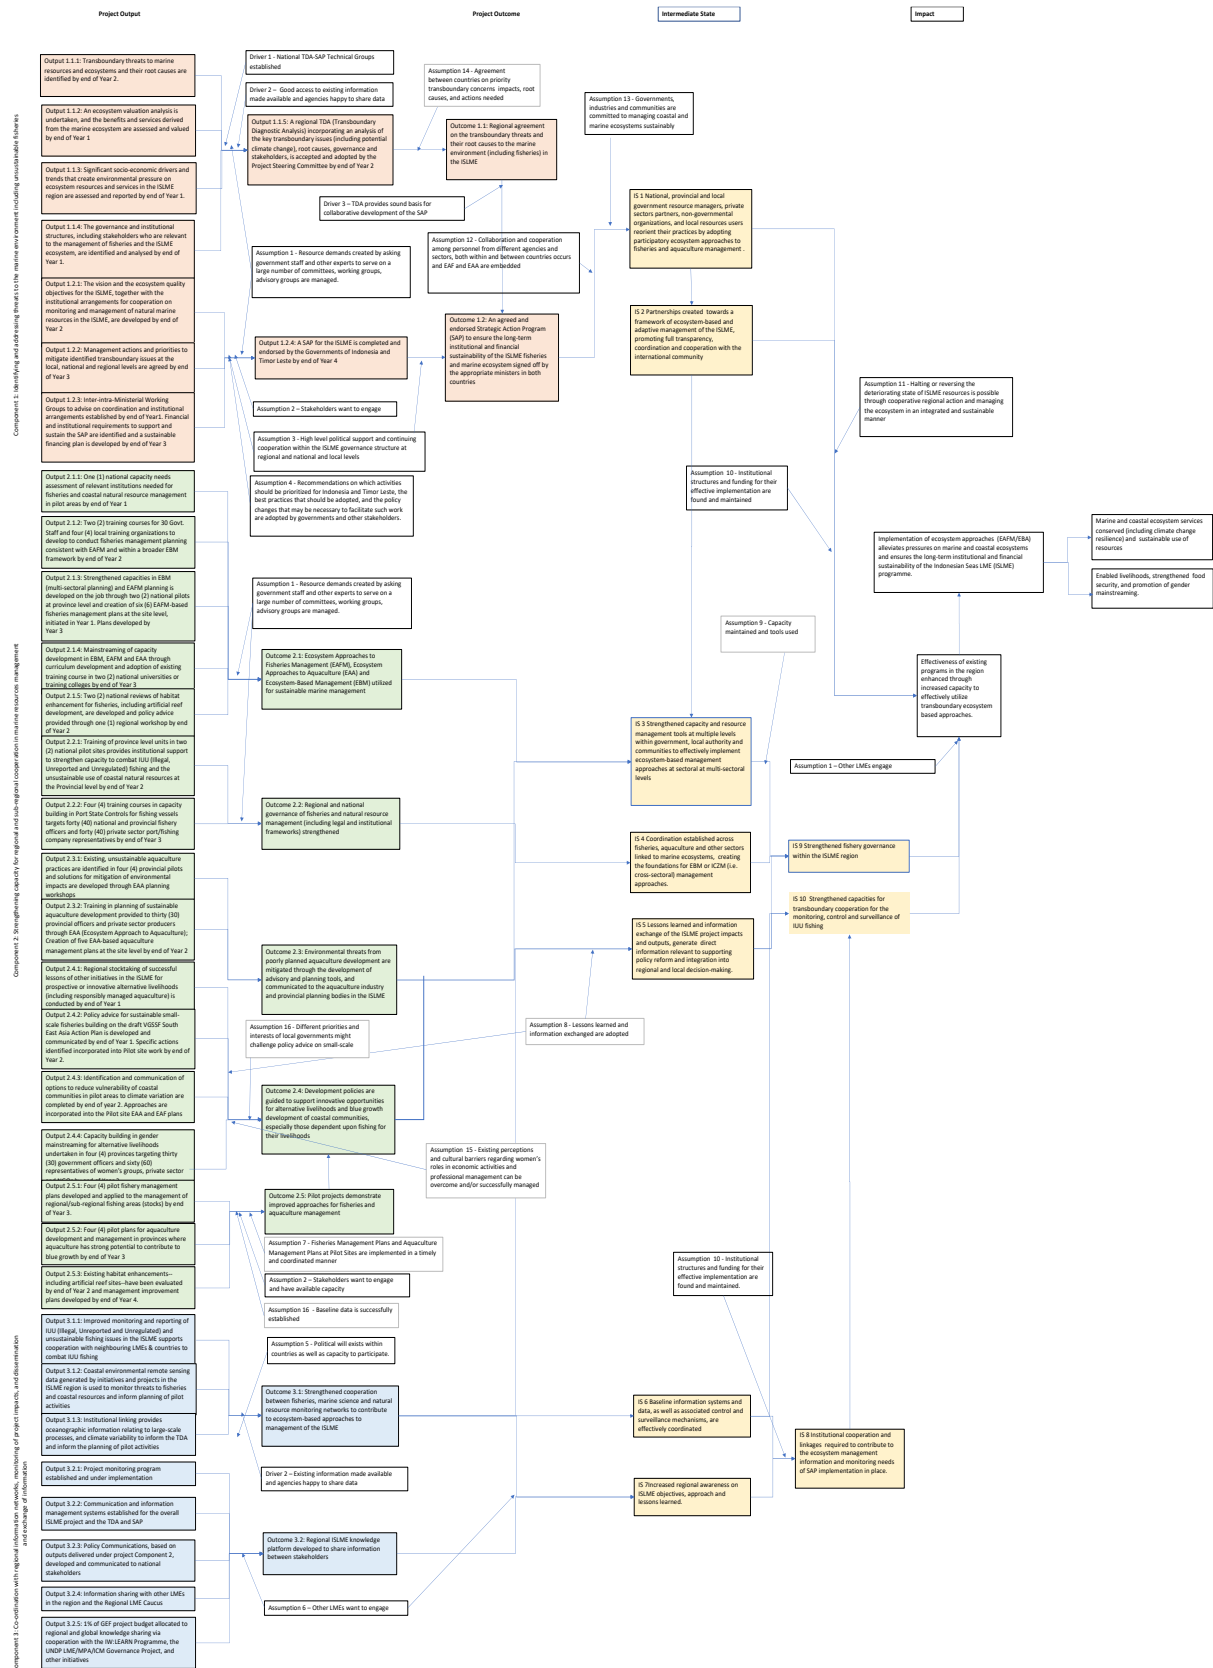 Project Output
Project Outcome
Intermediate State
Impact
Component 1: Identifying and addressing threats to the marine environment including unsustainable fisheries
Output 1.1.1: Transboundary threats to marine
resources and ecosystems and their root causes are
identified by end of Year 2.
Output 1.1.2: An ecosystem valuation analysis is
undertaken, and the benefits and services derived
from the marine ecosystem are assessed and valued
by end of Year 1
Output 1.1.3: Significant socio-economic drivers and
trends that create environmental pressure on
ecosystem resources and services in the ISLME
region are assessed and reported by end of Year 1.
Output 1.1.4: The governance and institutional
structures, including stakeholders who are relevant
to the management of fisheries and the ISLME
ecosystem, are identified and analysed by end of
Year 1.
Output 1.2.1: The vision and the ecosystem quality
objectives for the ISLME, together with the
institutional arrangements for cooperation on
monitoring and management of natural marine
resources in the ISLME, are developed by end of
Year 2
Output 1.2.2: Management actions and priorities to
mitigate identified transboundary issues at the
local, national and regional levels are agreed by end
of Year 3
Output 1.2.3: Inter-intra-Ministerial Working
Groups to advise on coordination and institutional
arrangements established by end of Year1. Financial
and institutional requirements to support and
sustain the SAP are identified and a sustainable
financing plan is developed by end of Year 3
Driver 1 - National TDA-SAP Technical Groups
established
Driver 2 – Good access to existing information
made available and agencies happy to share data
Output 1.1.5: A regional TDA (Transboundary
Diagnostic Analysis) incorporating an analysis of
the key transboundary issues (including potential
climate change), root causes, governance and
stakeholders, is accepted and adopted by the
Project Steering Committee by end of Year 2
Assumption 14 - Agreement
between countries on priority
transboundary concerns impacts, root
causes, and actions needed
Outcome 1.1: Regional agreement
on the transboundary threats and
their root causes to the marine
environment (including fisheries) in
the ISLME
Driver 3 – TDA provides sound basis for
collaborative development of the SAP
Assumption 1 - Resource demands created by asking
government staff and other experts to serve on a
large number of committees, working groups,
advisory groups are managed.
Assumption 12 - Collaboration and cooperation
among personnel from different agencies and
sectors, both within and between countries occurs
and EAF and EAA are embedded
Output 1.2.4: A SAP for the ISLME is completed and
endorsed by the Governments of Indonesia and
Timor Leste by end of Year 4
Outcome 1.2: An agreed and
endorsed Strategic Action Program
(SAP) to ensure the long-term
institutional and financial
sustainability of the ISLME fisheries
and marine ecosystem signed off by
the appropriate ministers in both
countries
Assumption 2 – Stakeholders want to engage
Assumption 3 - High level political support and continuing
cooperation within the ISLME governance structure at
regional and national and local levels
Assumption 4 - Recommendations on which activities
should be prioritized for Indonesia and Timor Leste, the
best practices that should be adopted, and the policy
changes that may be necessary to facilitate such work
are adopted by governments and other stakeholders.
Assumption 13 - Governments,
industries and communities are
committed to managing coastal and
marine ecosystems sustainably
IS 1 National, provincial and local
government resource managers, private
sectors partners, non-governmental
organizations, and local resources users
reorient their practices by adopting
participatory ecosystem approaches to
fisheries and aquaculture management .
IS 2 Partnerships created towards a
framework of ecosystem-based and
adaptive management of the ISLME,
promoting full transparency,
coordination and cooperation with the
international community
Assumption 11 - Halting or reversing the
deteriorating state of ISLME resources is possible
through cooperative regional action and managing
the ecosystem in an integrated and sustainable
manner
Assumption 10 - Institutional
structures and funding for their
effective implementation are
found and maintained
Implementation of ecosystem approaches (EAFM/EBA)
alleviates pressures on marine and coastal ecosystems
and ensures the long-term institutional and financial
sustainability of the Indonesian Seas LME (ISLME)
programme.
Marine and coastal ecosystem services
conserved (including climate change
resilience) and sustainable use of
resources
Enabled livelihoods, strengthened food
security, and promotion of gender
mainstreaming.
Component 2: Strengthening capacity for regional and sub-regional cooperation in marine resources management
Output 2.1.1: One (1) national capacity needs
assessment of relevant institutions needed for
fisheries and coastal natural resource management
in pilot areas by end of Year 1
Output 2.1.2: Two (2) training courses for 30 Govt.
Staff and four (4) local training organizations to
develop to conduct fisheries management planning
consistent with EAFM and within a broader EBM
framework by end of Year 2
Output 2.1.3: Strengthened capacities in EBM
(multi-sectoral planning) and EAFM planning is
developed on the job through two (2) national pilots
at province level and creation of six (6) EAFM-based
fisheries management plans at the site level,
initiated in Year 1. Plans developed by
Year 3
Output 2.1.4: Mainstreaming of capacity
development in EBM, EAFM and EAA through
curriculum development and adoption of existing
training course in two (2) national universities or
training colleges by end of Year 3
Output 2.1.5: Two (2) national reviews of habitat
enhancement for fisheries, including artificial reef
development, are developed and policy advice
provided through one (1) regional workshop by end
of Year 2
Output 2.2.1: Training of province level units in two
(2) national pilot sites provides institutional support
to strengthen capacity to combat IUU (Illegal,
Unreported and Unregulated) fishing and the
unsustainable use of coastal natural resources at
the Provincial level by end of Year 2
Output 2.2.2: Four (4) training courses in capacity
building in Port State Controls for fishing vessels
targets forty (40) national and provincial fishery
officers and forty (40) private sector port/fishing
company representatives by end of Year 3
Output 2.3.1: Existing, unsustainable aquaculture
practices are identified in four (4) provincial pilots
and solutions for mitigation of environmental
impacts are developed through EAA planning
workshops
Output 2.3.2: Training in planning of sustainable
aquaculture development provided to thirty (30)
provincial officers and private sector producers
through EAA (Ecosystem Approach to Aquaculture);
Creation of five EAA-based aquaculture
management plans at the site level by end of Year 2
Output 2.4.1: Regional stocktaking of successful
lessons of other initiatives in the ISLME for
prospective or innovative alternative livelihoods
(including responsibly managed aquaculture) is
conducted by end of Year 1
Output 2.4.2: Policy advice for sustainable small-
scale fisheries building on the draft VGSSF South
East Asia Action Plan is developed and
communicated by end of Year 1. Specific actions
identified incorporated into Pilot site work by end of
Year 2.
Output 2.4.3: Identification and communication of
options to reduce vulnerability of coastal
communities in pilot areas to climate variation are
completed by end of year 2. Approaches are
incorporated into the Pilot site EAA and EAF plans
Output 2.4.4: Capacity building in gender
mainstreaming for alternative livelihoods
undertaken in four (4) provinces targeting thirty
(30) government officers and sixty (60)
representatives of women's groups, private sector
Output 2.5.1: Four (4) pilot fishery management
plans developed and applied to the management of
regional/sub-regional fishing areas (stocks) by end
of Year 3.
Output 2.5.2: Four (4) pilot plans for aquaculture
development and management in provinces where
aquaculture has strong potential to contribute to
blue growth by end of Year 3
Output 2.5.3: Existing habitat enhancements--
including artificial reef sites--have been evaluated
by end of Year 2 and management improvement
plans developed by end of Year 4.
Assumption 1 - Resource demands created by asking
government staff and other experts to serve on a
large number of committees, working groups,
advisory groups are managed.
Outcome 2.1: Ecosystem Approaches to
Fisheries Management (EAFM), Ecosystem
Approaches to Aquaculture (EAA) and
Ecosystem-Based Management (EBM) utilized
for sustainable marine management
Outcome 2.2: Regional and national
governance of fisheries and natural resource
management (including legal and institutional
frameworks) strengthened
Outcome 2.3: Environmental threats from
poorly planned aquaculture development are
mitigated through the development of
advisory and planning tools, and
communicated to the aquaculture industry
and provincial planning bodies in the ISLME
Assumption 16 - Different priorities and
interests of local governments might
challenge policy advice on small-scale
Assumption 8 - Lessons learned and
information exchanged are adopted
Outcome 2.4: Development policies are
guided to support innovative opportunities
for alternative livelihoods and blue growth
development of coastal communities,
especially those dependent upon fishing for
their livelihoods
Assumption 15 - Existing perceptions
and cultural barriers regarding women's
roles in economic activities and
professional management can be
overcome and/or successfully managed
Outcome 2.5: Pilot projects demonstrate
improved approaches for fisheries and
aquaculture management
Assumption 7 - Fisheries Management Plans and Aquaculture
Management Plans at Pilot Sites are implemented in a timely
and coordinated manner
Assumption 2 – Stakeholders want to engage
and have available capacity
Assumption 16 - Baseline data is successfully
established
Assumption 9 - Capacity
maintained and tools used
IS 3 Strengthened capacity and resource
management tools at multiple levels
within government, local authority and
communities to effectively implement
ecosystem-based management
approaches at sectoral at multi-sectoral
levels
IS 4 Coordination established across
fisheries, aquaculture and other sectors
linked to marine ecosystems, creating
the foundations for EBM or ICZM (i.e.
cross-sectoral) management
approaches.
IS 5 Lessons learned and information
exchange of the ISLME project impacts
and outputs, generate direct
information relevant to supporting
policy reform and integration into
regional and local decision-making.
Effectiveness of existing
programs in the region
enhanced through
increased capacity to
effectively utilize
transboundary ecosystem
based approaches.
Assumption 1 – Other LMEs engage
IS 9 Strengthened fishery governance
within the ISLME region
IS 10 Strengthened capacities for
transboundary cooperation for the
monitoring, control and surveillance of
IUU fishing
Assumption 10 - Institutional
structures and funding for their
effective implementation are
found and maintained.
omponent 3: Co-ordination with regional information networks, monitoring of project impacts, and dissemination
and exchange of information
Output 3.1.1: Improved monitoring and reporting of
IUU (Illegal, Unreported and Unregulated) and
unsustainable fishing issues in the ISLME supports
cooperation with neighbouring LMEs & countries to
combat IUU fishing
Output 3.1.2: Coastal environmental remote sensing
data generated by initiatives and projects in the
ISLME region is used to monitor threats to fisheries
and coastal resources and inform planning of pilot
activities
Output 3.1.3: Institutional linking provides
oceanographic information relating to large-scale
processes, and climate variability to inform the TDA
and inform the planning of pilot activities
Output 3.2.1: Project monitoring program
established and under implementation
Output 3.2.2: Communication and information
management systems established for the overall
ISLME project and the TDA and SAP
Output 3.2.3: Policy Communications, based on
outputs delivered under project Component 2,
developed and communicated to national
stakeholders
Output 3.2.4: Information sharing with other LMEs
in the region and the Regional LME Caucus
Output 3.2.5: 1% of GEF project budget allocated to
regional and global knowledge sharing via
cooperation with the IW:LEARN Programme, the
UNDP LME/MPA/ICM Governance Project, and
other initiatives
Assumption 5 - Political will exists within
countries as well as capacity to participate.
Outcome 3.1: Strengthened cooperation
between fisheries, marine science and natural
resource monitoring networks to contribute
to ecosystem-based approaches to
management of the ISLME
Driver 2 – Existing information made available
and agencies happy to share data
Outcome 3.2: Regional ISLME knowledge
platform developed to share information
between stakeholders
Assumption 6 – Other LMEs want to engage
IS 6 Baseline information systems and
data, as well as associated control and
surveillance mechanisms, are
effectively coordinated
IS 7Increased regional awareness on
ISLME objectives, approach and
lessons learned.
IS 8 Institutional cooperation and
linkages required to contribute to
the ecosystem management
information and monitoring needs
of SAP implementation in place.